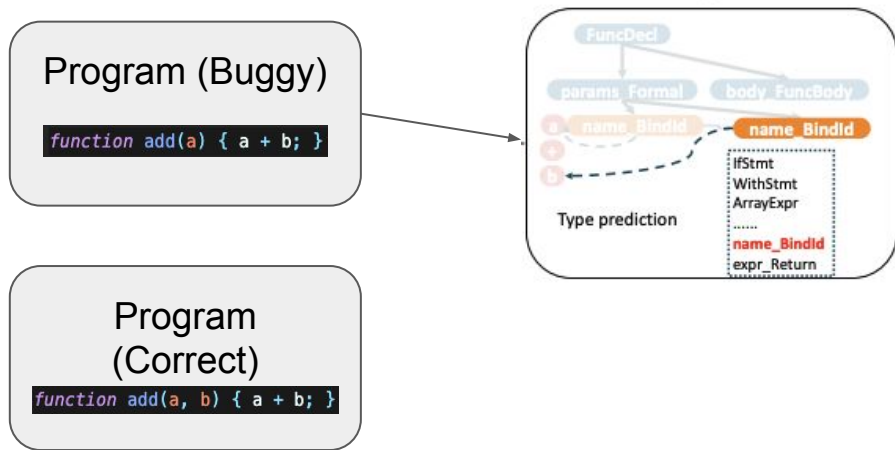 Program (Buggy)
function add(a) { a + b; }
FuncDecl
params_Formal
body_FuncBody
a
name_BindId
name_BindId
+
b
IfStmt
WithStmt
ArrayExpr
......
name_BindId
expr_Return
Type prediction
Program
(Correct)
function add(a, b) { a + b; }